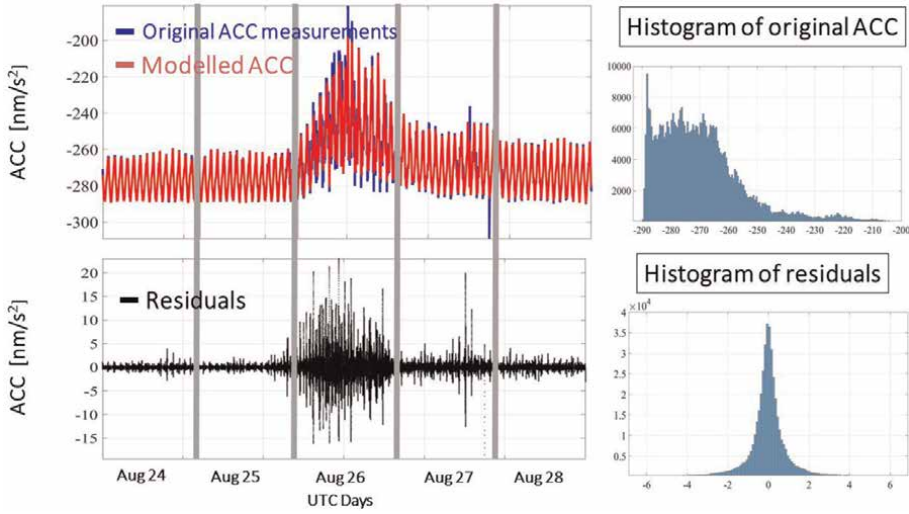 Original ACC measurements
Modelled ACC
ACC [nm/s²]
-200
-220
-240
-260
-280
-300
Histogram of original ACC
10000
8000
6000
4000
2000
-290 -280 -270 -260 -250 -240 -230 -220 -210 -200
Residuals
ACC [nm/s²]
20
15
10
5
0
-5
-10
-15
Aug 24 Aug 25 Aug 26 Aug 27 Aug 28
UTC Days
Histogram of residuals
×10⁴
4
3.5
3
2.5
2
1.5
1
0.5
-6 -4 -2 0 2 4 6